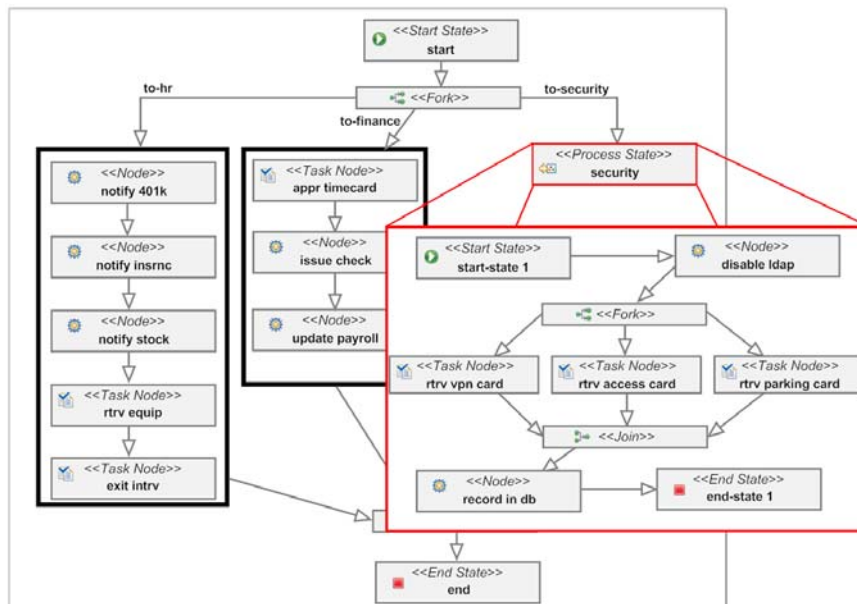 <<Start State>>
start
<<Fork>>
to-hr
to-finance
to-security
<<Node>>
notify 401k
<<Node>>
notify insrnc
<<Node>>
notify stock
<<Task Node>>
rtrv equip
<<Task Node>>
exit intrv
<<Task Node>>
appr timecard
<<Node>>
issue check
<<Node>>
update payroll
<<Process State>>
security
<<Start State>>
start-state 1
<<Node>>
disable ldap
<<Fork>>
<<Task Node>>
rtrv vpn card
<<Task Node>>
rtrv access card
<<Task Node>>
rtrv parking card
<<Join>>
<<Node>>
record in db
<<End State>>
end-state 1
<<End State>>
end